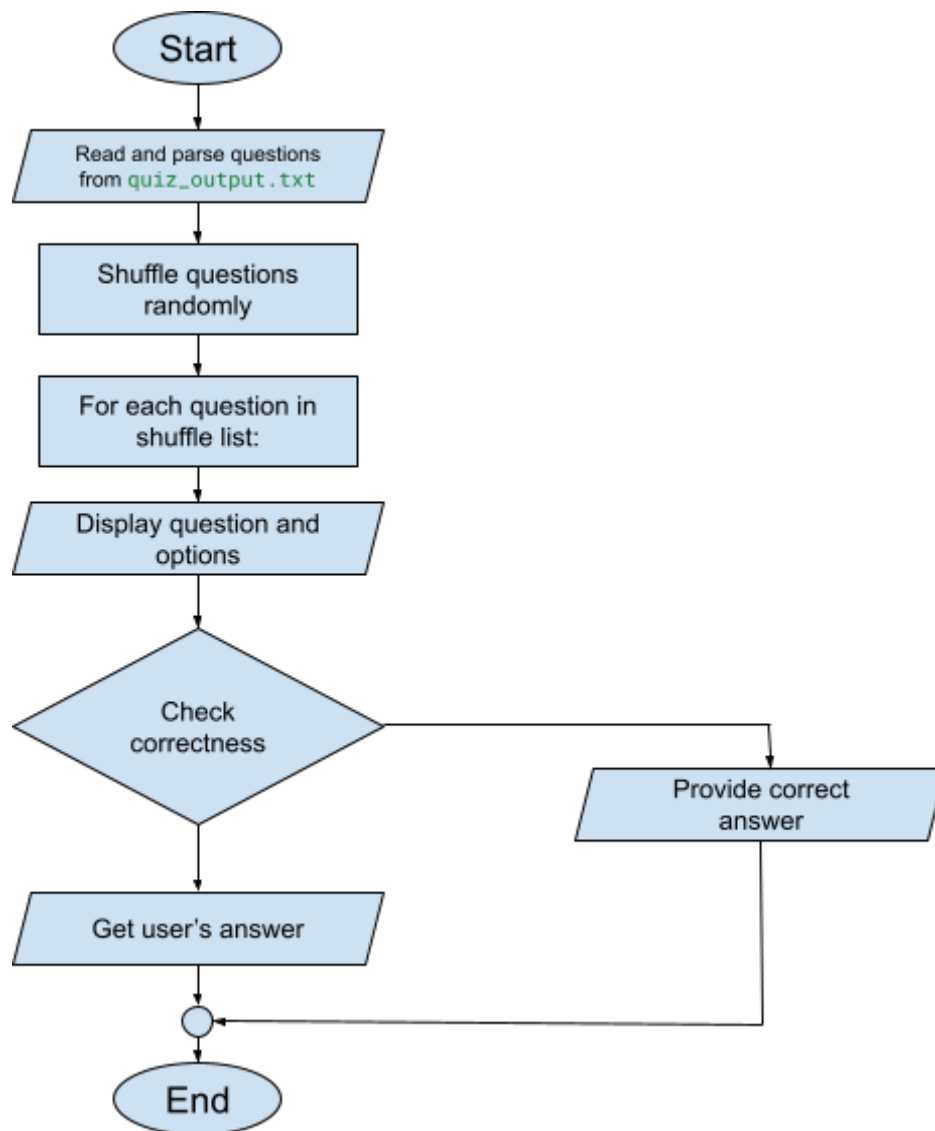 Start
Read and parse questions
from quiz_output.txt
Shuffle questions
randomly
For each question in
shuffle list:
Display question and
options
Check
correctness
Provide correct
answer
Get user’s answer
End